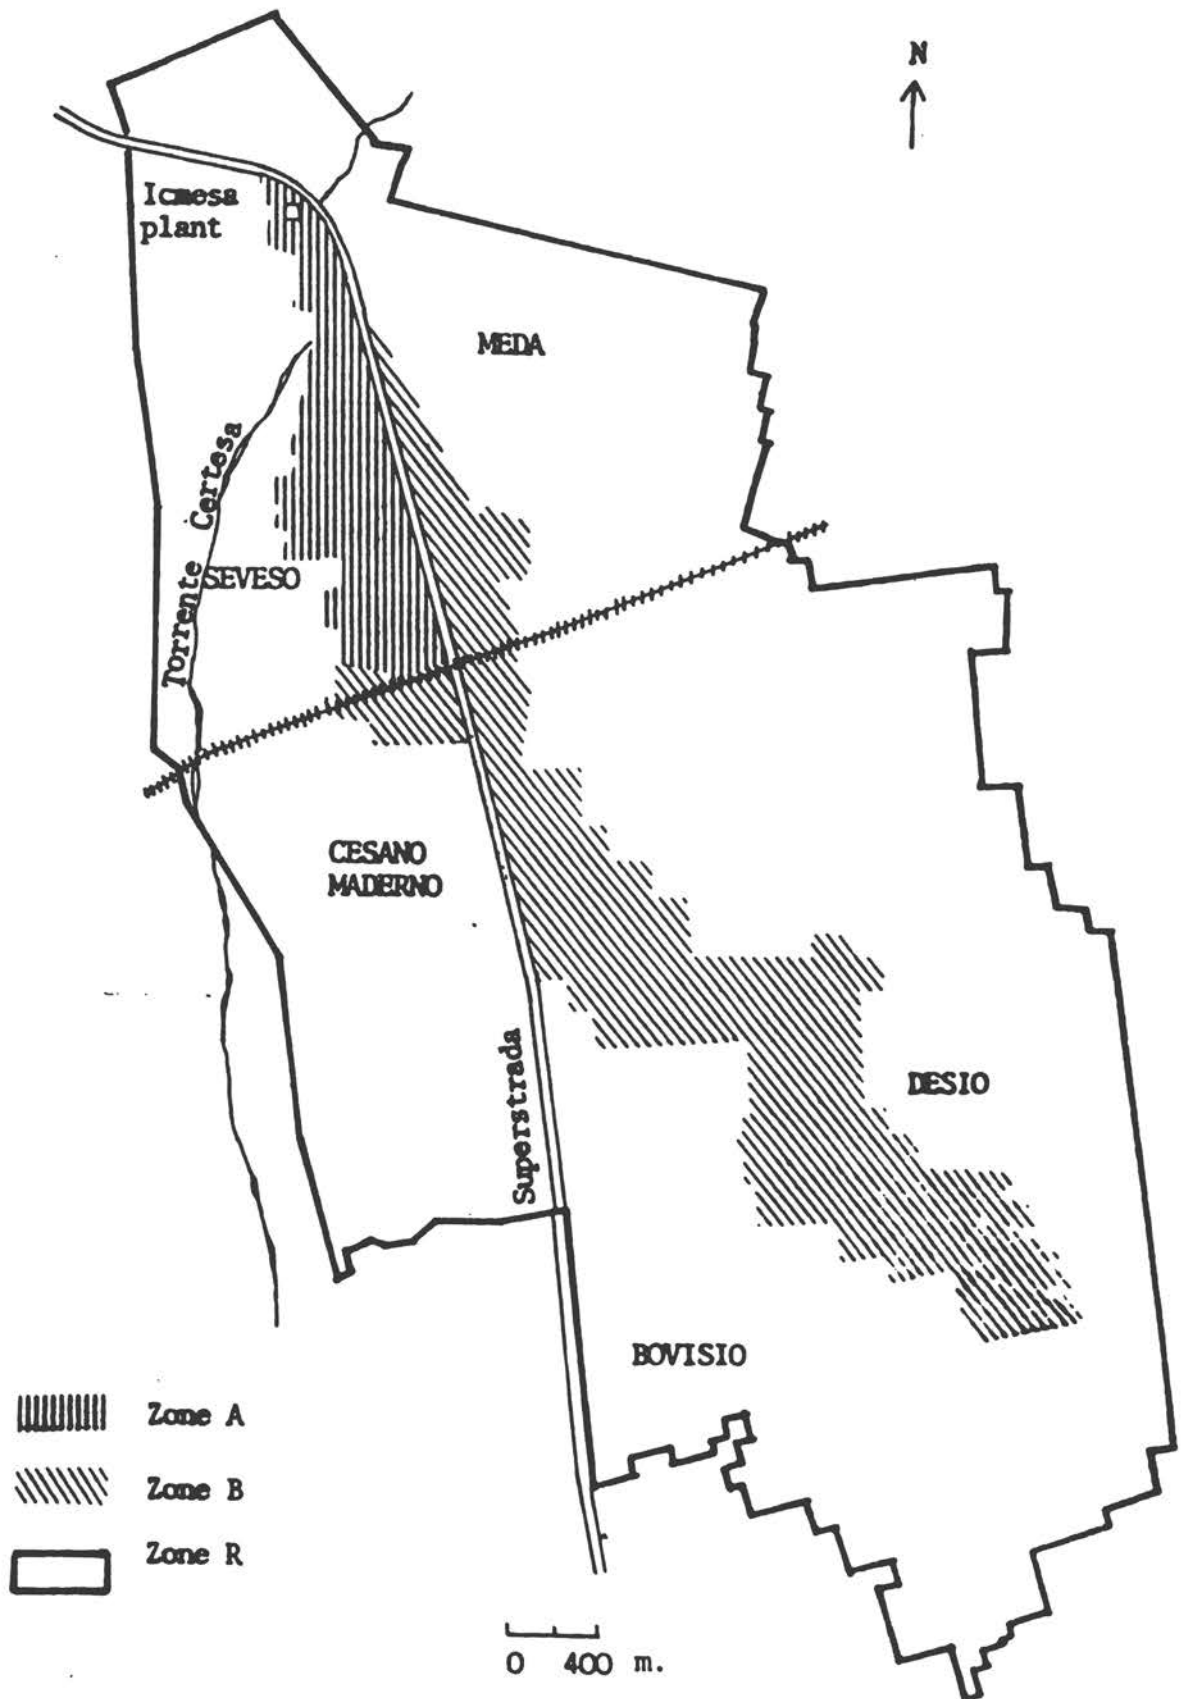 N
Icmesa
plant
MEDA
Torrente Certesa
SEVESO
CESANO
MADERNO
Superstrada
DESIO
BOVISIO
Zone A
Zone B
Zone R
0 400 m.